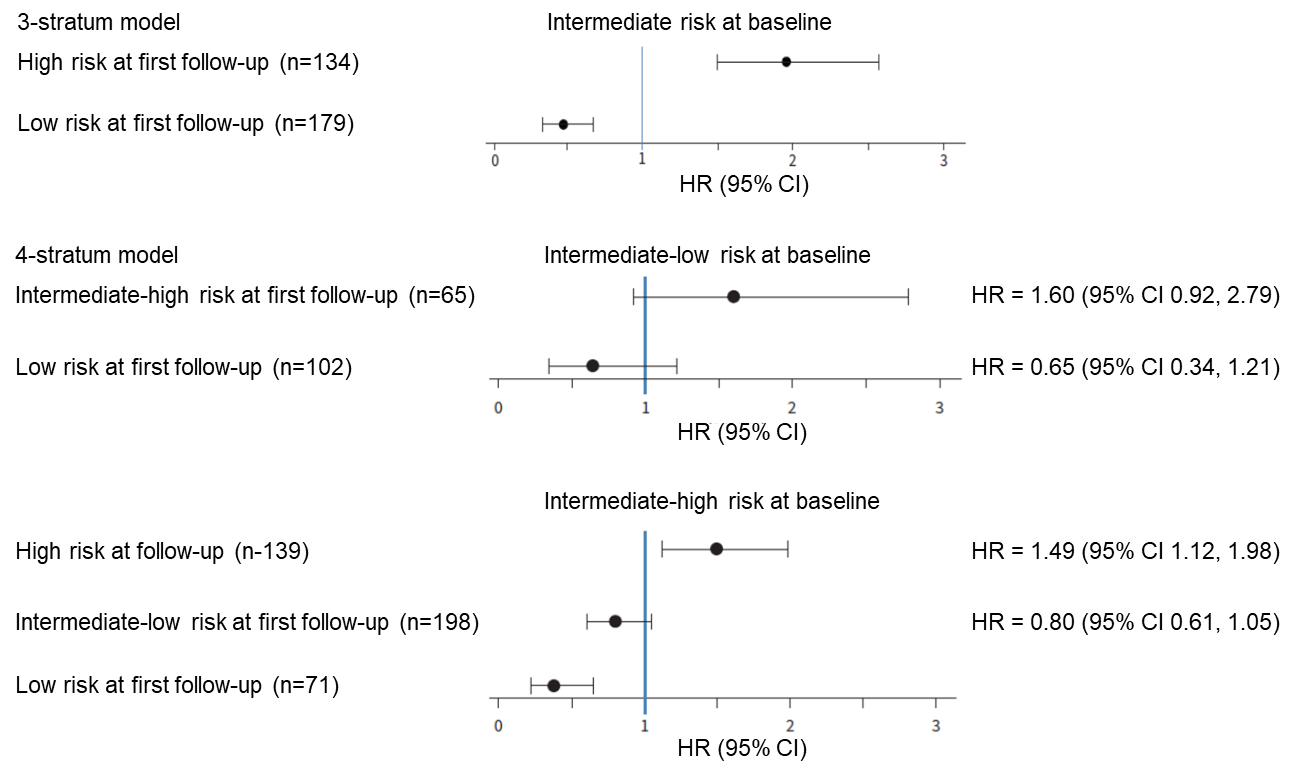 3-stratum model
Intermediate risk at baseline
High risk at first follow-up (n=134)
Low risk at first follow-up (n=179)
0 1 2 3
HR (95% CI)
4-stratum model
Intermediate-low risk at baseline
Intermediate-high risk at first follow-up (n=65)
HR = 1.60 (95% CI 0.92, 2.79)
Low risk at first follow-up (n=102)
HR = 0.65 (95% CI 0.34, 1.21)
0 1 2 3
HR (95% CI)
Intermediate-high risk at baseline
High risk at follow-up (n-139)
HR = 1.49 (95% CI 1.12, 1.98)
Intermediate-low risk at first follow-up (n=198)
HR = 0.80 (95% CI 0.61, 1.05)
Low risk at first follow-up (n=71)
0 1 2 3
HR (95% CI)